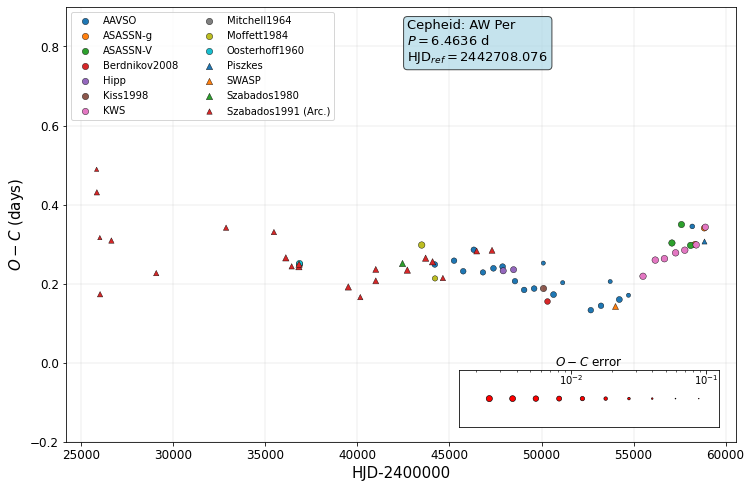 AAVSO
ASASSN-g
ASASSN-V
Berdnikov2008
Hipp
Kiss1998
KWS
Mitchell1964
Moffett1984
Oosterhoff1960
Piszkes
SWASP
Szabados1980
Szabados1991 (Arc.)
Cepheid: AW Per
P = 6.4636 d
HJD_ref = 2442708.076
0.8
0.6
0.4
0.2
0.0
−0.2
O − C (days)
O − C error
10⁻²
10⁻¹
25000
30000
35000
40000
45000
50000
55000
60000
HJD-2400000